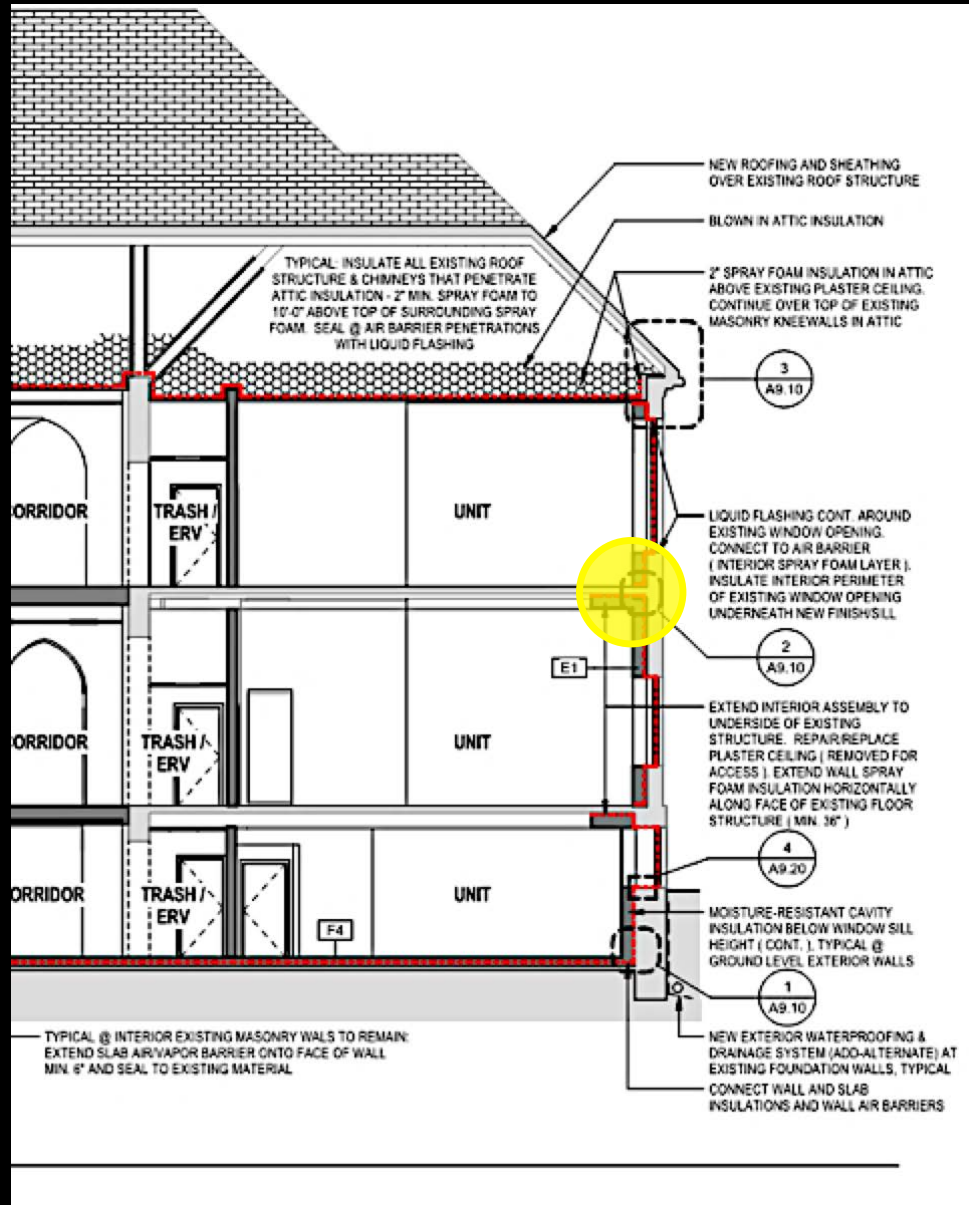 NEW ROOFING AND SHEATHING
OVER EXISTING ROOF STRUCTURE
BLOWN IN ATTIC INSULATION
TYPICAL: INSULATE ALL EXISTING ROOF
STRUCTURE & CHIMNEYS THAT PENETRATE
ATTIC INSULATION - 2" MIN. SPRAY FOAM TO
10'-0" ABOVE TOP OF SURROUNDING SPRAY
FOAM. SEAL @ AIR BARRIER PENETRATIONS
WITH LIQUID FLASHING
2" SPRAY FOAM INSULATION IN ATTIC
ABOVE EXISTING PLASTER CEILING.
CONTINUE OVER TOP OF EXISTING
MASONRY KNEEWALLS IN ATTIC
3
A9.10
ORRIDOR
TRASH /
ERV
UNIT
LIQUID FLASHING CONT. AROUND
EXISTING WINDOW OPENING.
CONNECT TO AIR BARRIER
( INTERIOR SPRAY FOAM LAYER ).
INSULATE INTERIOR PERIMETER
OF EXISTING WINDOW OPENING
UNDERNEATH NEW FINISH/SILL
2
A9.10
E1
ORRIDOR
TRASH /
ERV
UNIT
EXTEND INTERIOR ASSEMBLY TO
UNDERSIDE OF EXISTING
STRUCTURE. REPAIR/REPLACE
PLASTER CEILING ( REMOVED FOR
ACCESS ). EXTEND WALL SPRAY
FOAM INSULATION HORIZONTALLY
ALONG FACE OF EXISTING FLOOR
STRUCTURE ( MIN. 36" )
4
A9.20
ORRIDOR
TRASH /
ERV
F4
UNIT
MOISTURE-RESISTANT CAVITY
INSULATION BELOW WINDOW SILL
HEIGHT ( CONT. ), TYPICAL @
GROUND LEVEL EXTERIOR WALLS
1
A9.10
TYPICAL @ INTERIOR EXISTING MASONRY WALS TO REMAIN:
EXTEND SLAB AIR/VAPOR BARRIER ONTO FACE OF WALL
MIN. 6" AND SEAL TO EXISTING MATERIAL
NEW EXTERIOR WATERPROOFING &
DRAINAGE SYSTEM (ADD-ALTERNATE) AT
EXISTING FOUNDATION WALLS, TYPICAL
CONNECT WALL AND SLAB
INSULATIONS AND WALL AIR BARRIERS